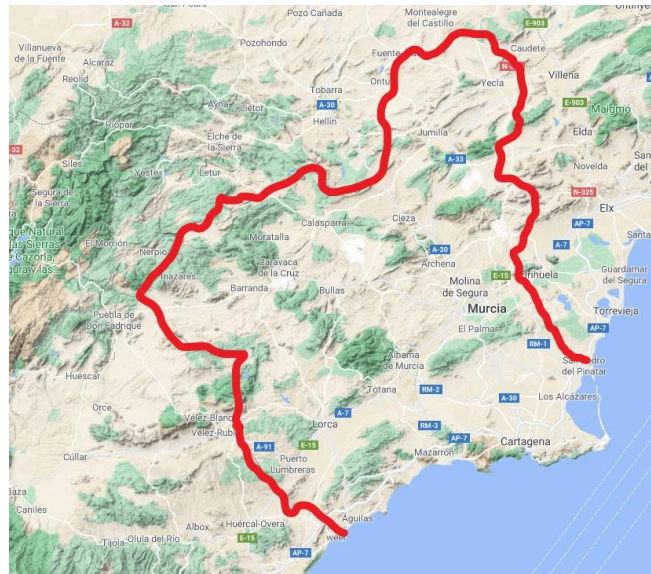 A-32
Pozo Cañada
Montealegre
del Castillo
E-903
Villanueva
de la Fuente
Alcaraz
Pozohondo
Caudete
Reolid
Tobarra
Yecla
Villena
A-30
Ayna
Liétor
Hellín
E-903
Riópar
Elche de
la Sierra
Jumilla
Maigmó
Elda
Siles
Yeste
Letur
A-33
Novelda
Segura de
la Sierra
N-325
Calasparra
Cieza
AP-7
Elx
Moratalla
A-7
El Morrión
Nerpio
Caravaca
de la Cruz
Archena
E-15
Orihuela
Guardamar
del Segura
Inazares
Barranda
Bullas
Molina
de Segura
Murcia
Torrevieja
Puebla de
Don Fadrique
El Palmar
AP-7
RM-1
Huéscar
Alhama
de Murcia
San Pedro
del Pinatar
Totana
RM-2
Orce
A-30
Los Alcázares
Vélez-Blanco
A-7
Lorca
RM-3
Vélez-Rubio
A-91
E-15
AP-7
Cartagena
Cúllar
Puerto
Lumbreras
Mazarrón
Baza
Caniles
Albox
Huércal-Overa
Águilas
Tíjola
Olula del Río
E-15
AP-7